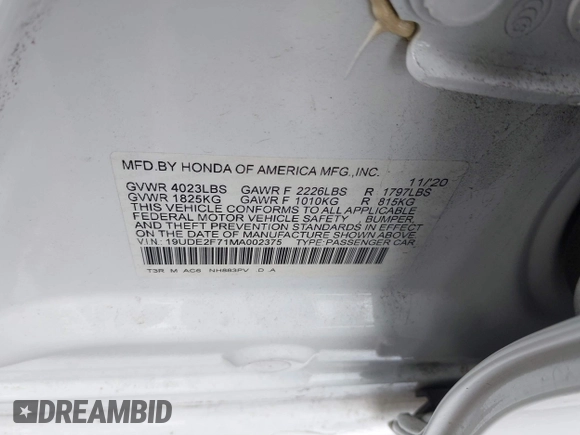 MFD.BY HONDA OF AMERICA MFG.,INC. 11/20
GVWR 4023LBS GAWR F 2226LBS R 1797LBS
GVWR 1825KG GAWR F 1010KG R 815KG
THIS VEHICLE CONFORMS TO ALL APPLICABLE
FEDERAL MOTOR VEHICLE SAFETY , BUMPER,
AND THEFT PREVENTION STANDARDS IN EFFECT
ON THE DATE OF MANUFACTURE SHOWN ABOVE.
VIN: 19UDE2F71MA002375 TYPE:PASSENGER CAR
T3R M AC6 NH883PV D A
DREAMBID